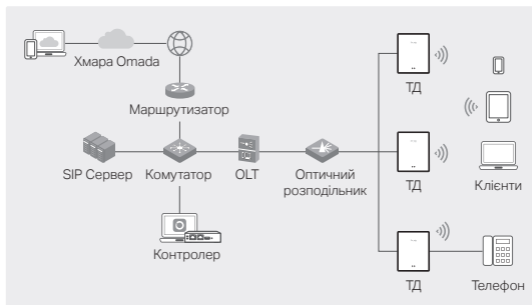 Хмара Omada
Маршрутизатор
ТД
SIP Сервер
Комутатор
OLT
Оптичний
розподільник
ТД
Клієнти
Контролер
ТД
Телефон